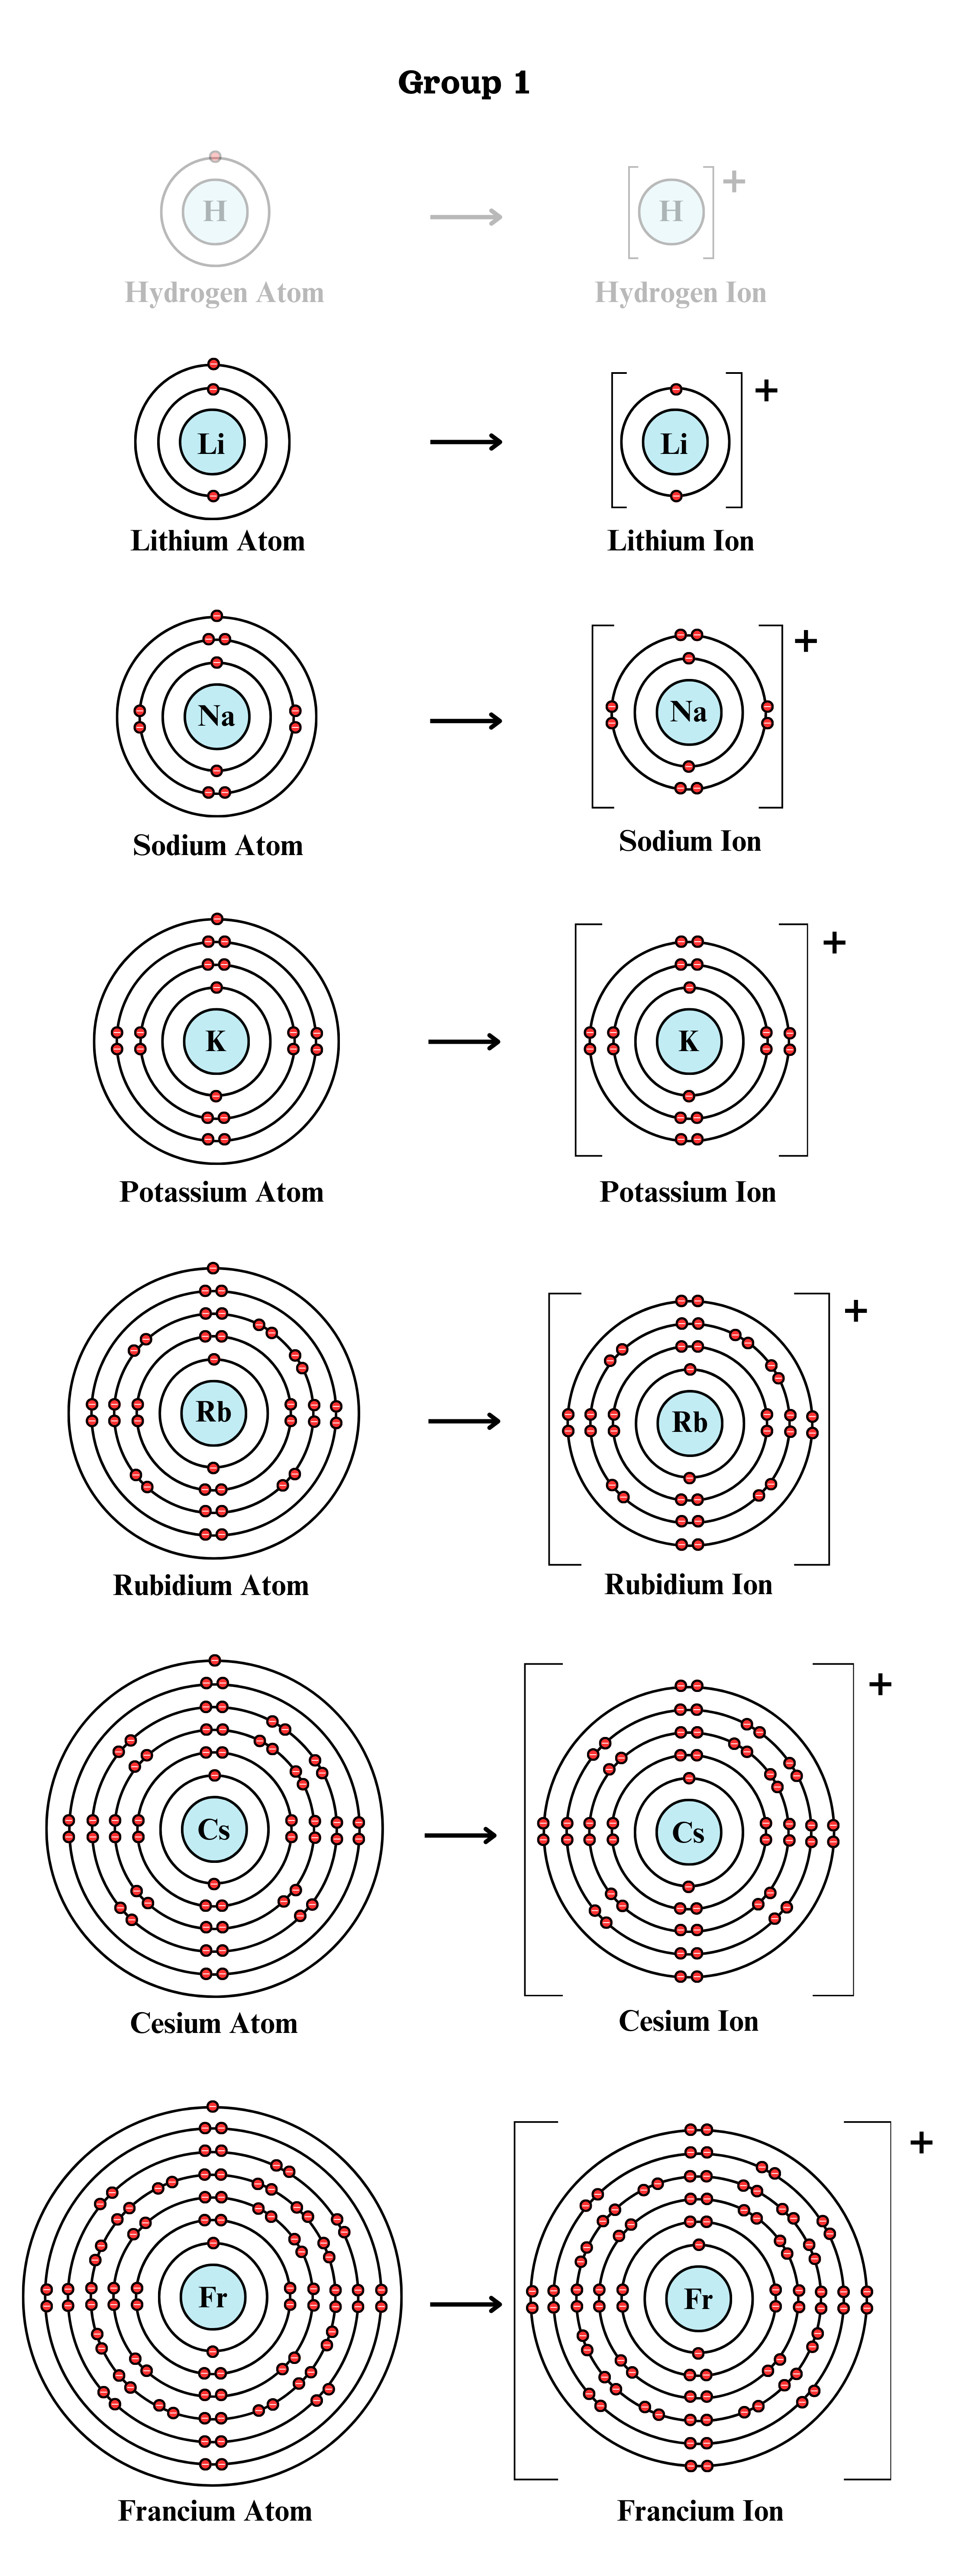 Group 1
H
H
+
Hydrogen Atom
Hydrogen Ion
Li
Li
+
Lithium Atom
Lithium Ion
Na
Na
+
Sodium Atom
Sodium Ion
K
K
+
Potassium Atom
Potassium Ion
Rb
Rb
+
Rubidium Atom
Rubidium Ion
Cs
Cs
+
Cesium Atom
Cesium Ion
Fr
Fr
+
Francium Atom
Francium Ion